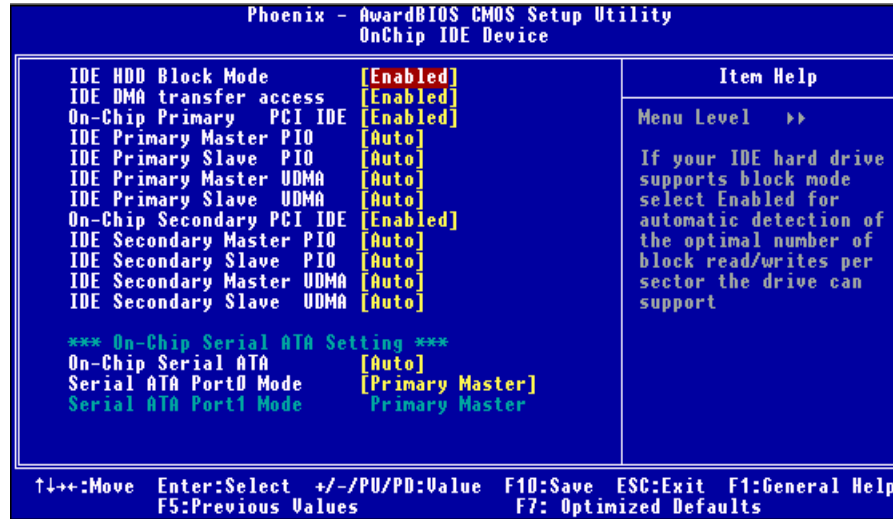 Phoenix - AwardBIOS CMOS Setup Utility
OnChip IDE Device
IDE HDD Block Mode [Enabled]
IDE DMA transfer access [Enabled]
On-Chip Primary PCI IDE [Enabled]
IDE Primary Master PIO [Auto]
IDE Primary Slave PIO [Auto]
IDE Primary Master UDMA [Auto]
IDE Primary Slave UDMA [Auto]
On-Chip Secondary PCI IDE [Enabled]
IDE Secondary Master PIO [Auto]
IDE Secondary Slave PIO [Auto]
IDE Secondary Master UDMA [Auto]
IDE Secondary Slave UDMA [Auto]
*** On-Chip Serial ATA Setting ***
On-Chip Serial ATA [Auto]
Serial ATA Port0 Mode [Primary Master]
Serial ATA Port1 Mode Primary Master
Item Help
Menu Level ▸▸
If your IDE hard drive
supports block mode
select Enabled for
automatic detection of
the optimal number of
block read/writes per
sector the drive can
support
↑↓→←:Move Enter:Select +/-/PU/PD:Value F10:Save ESC:Exit F1:General Help
F5:Previous Values F7: Optimized Defaults